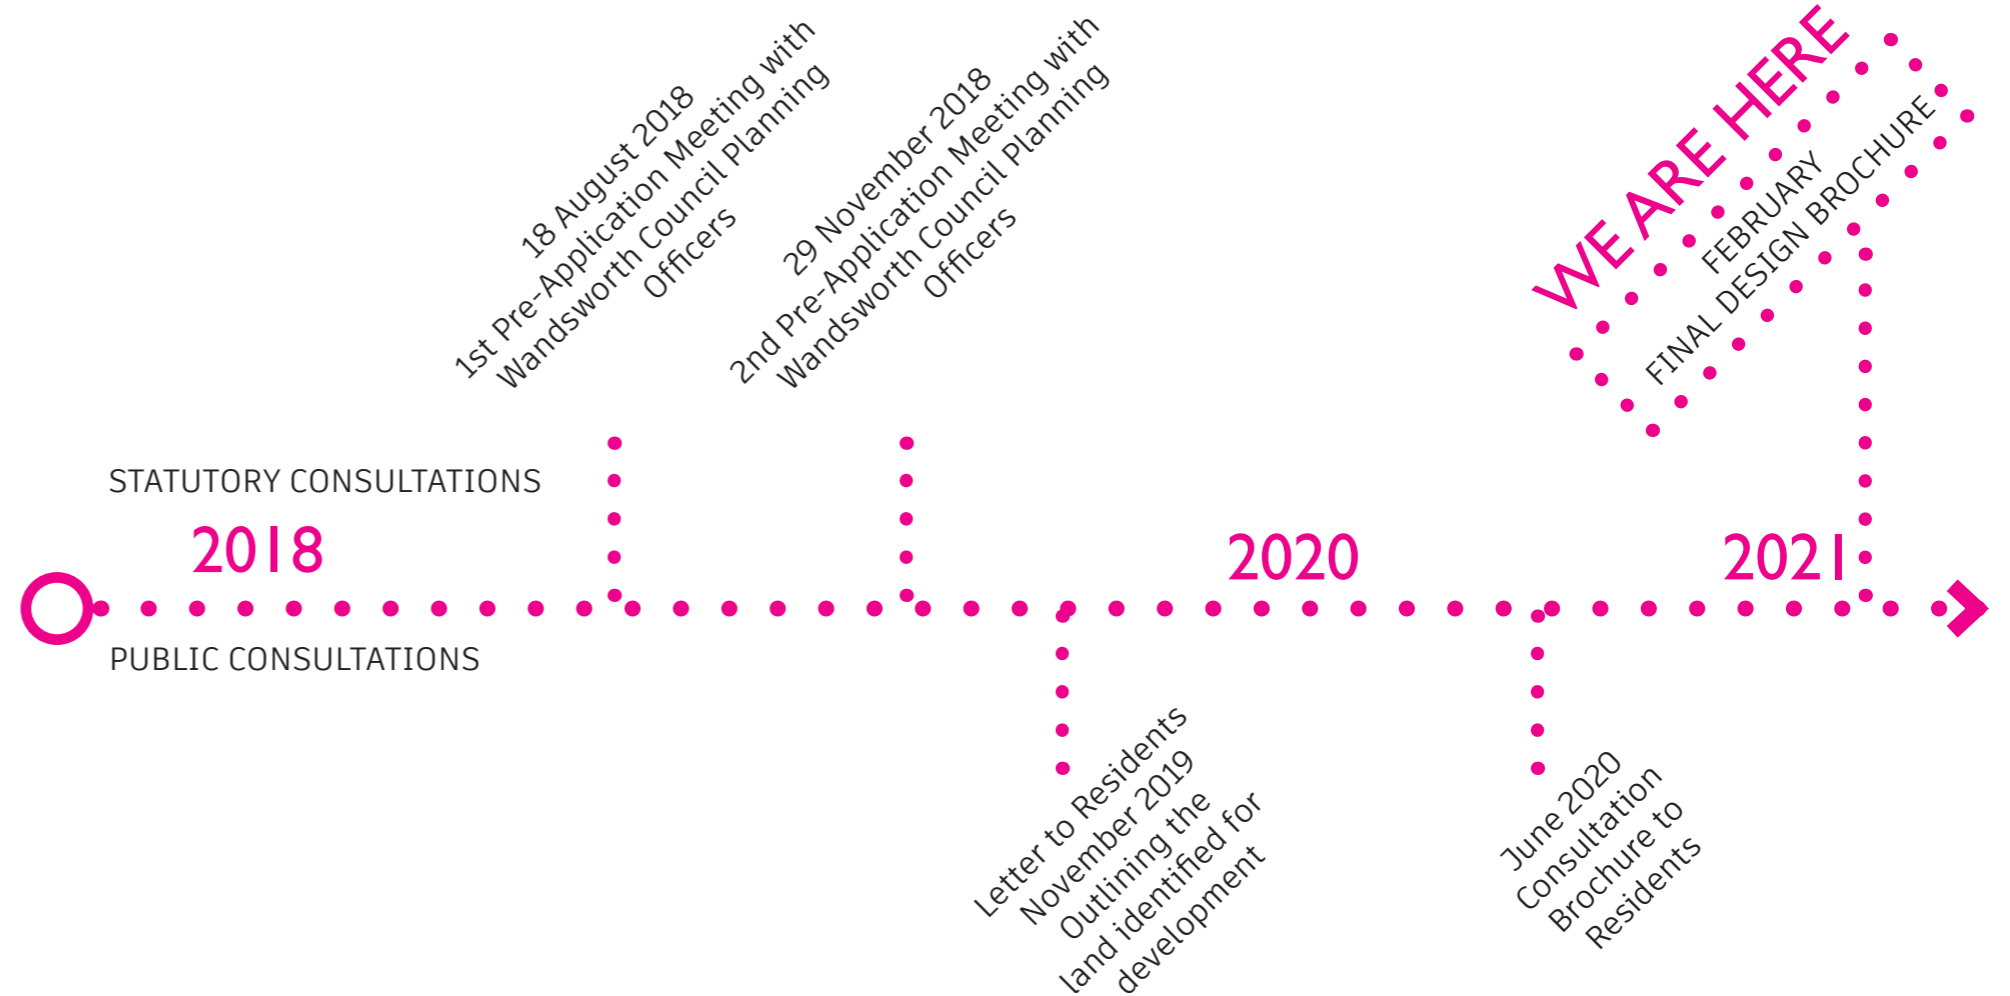 18 August 2018
1st Pre-Application Meeting with
Wandsworth Council Planning
Officers
29 November 2018
2nd Pre-Application Meeting with
Wandsworth Council Planning
Officers
WE ARE HERE
FEBRUARY
FINAL DESIGN BROCHURE
STATUTORY CONSULTATIONS
2018
2020
2021
PUBLIC CONSULTATIONS
Letter to Residents
November 2019
Outlining the
land identified for
development
June 2020
Consultation
Brochure to
Residents